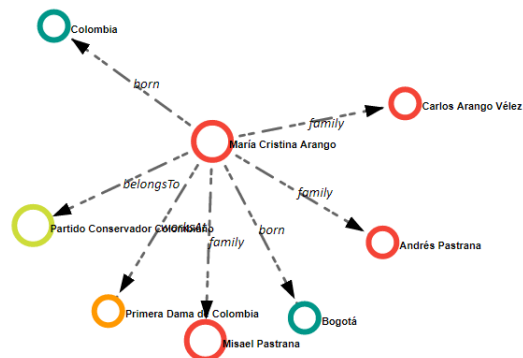 Colombia
born
Carlos Arango Vélez
family
María Cristina Arango
belongsTo
family
Partido Conservador Colombiano
worksAt
born
family
Andrés Pastrana
Primera Dama de Colombia
Bogotá
Misael Pastrana